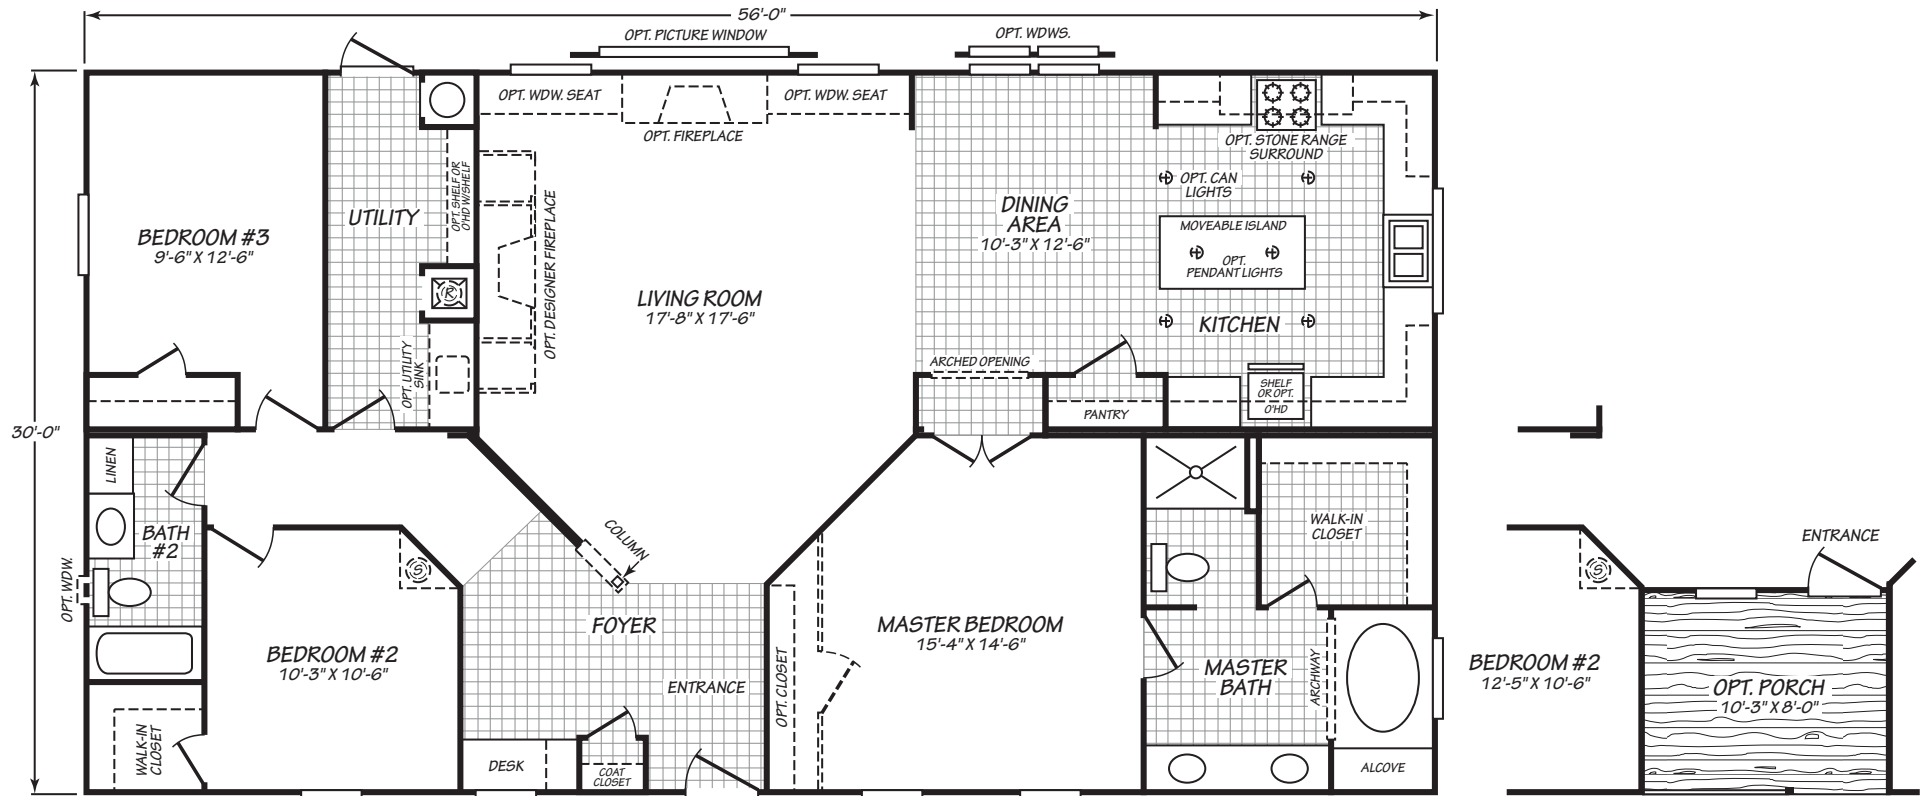 56'-0"
OPT. PICTURE WINDOW
OPT. WDWS.
OPT. WDW. SEAT
OPT. WDW. SEAT
OPT. FIREPLACE
OPT. STONE RANGE
SURROUND
OPT. SHELF OR
O'HD W/SHELF
OPT. CAN
LIGHTS
UTILITY
DINING
AREA
10'-3" X 12'-6"
MOVEABLE ISLAND
OPT.
PENDANT LIGHTS
BEDROOM #3
9'-6" X 12'-6"
OPT. DESIGNER FIREPLACE
R
LIVING ROOM
17'-8" X 17'-6"
KITCHEN
OPT. UTILITY
SINK
ARCHED OPENING
SHELF
OR OPT.
O'HD
PANTRY
30'-0"
LINEN
BATH
#2
COLUMN
WALK-IN
CLOSET
ENTRANCE
OPT. WDW.
S
S
FOYER
MASTER BEDROOM
15'-4" X 14'-6"
BEDROOM #2
10'-3" X 10'-6"
MASTER
BATH
ARCHWAY
BEDROOM #2
12'-5" X 10'-6"
ENTRANCE
OPT. CLOSET
OPT. PORCH
10'-3" X 8'-0"
WALK-IN
CLOSET
DESK
COAT
CLOSET
ALCOVE